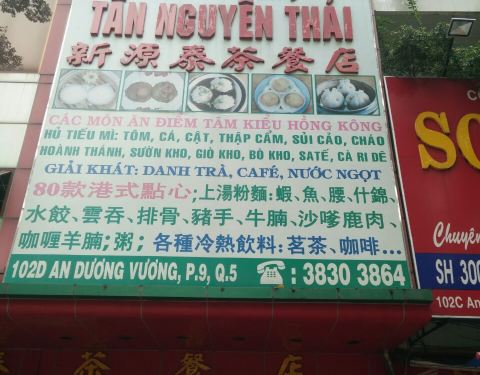 TÂN NGUYÊN THÁI
新源泰茶餐店
CÁC MÓN ĂN ĐIỂM TÂM KIỂU HỒNG KÔNG
HỦ TIẾU MÌ: TÔM, CÁ, CẬT, THẬP CẨM, SỦI CẢO, CHÁO
HOÀNH THÁNH, SƯỜN KHO, GIÒ KHO, BÒ KHO, SATẾ, CÀ RI DÊ
GIẢI KHÁT: DANH TRÀ, CAFÉ, NƯỚC NGỌT
80款港式點心;上湯粉麵:蝦、魚、腰、什錦、
水餃、雲吞、排骨、豬手、牛腩、沙嗲鹿肉、
咖喱羊腩;粥;各種冷熱飲料:茗茶、咖啡...
102D AN DƯƠNG VƯƠNG, P.9, Q.5 ☎: 3830 3864
茶餐店
Chuyên
SH 300
102C An